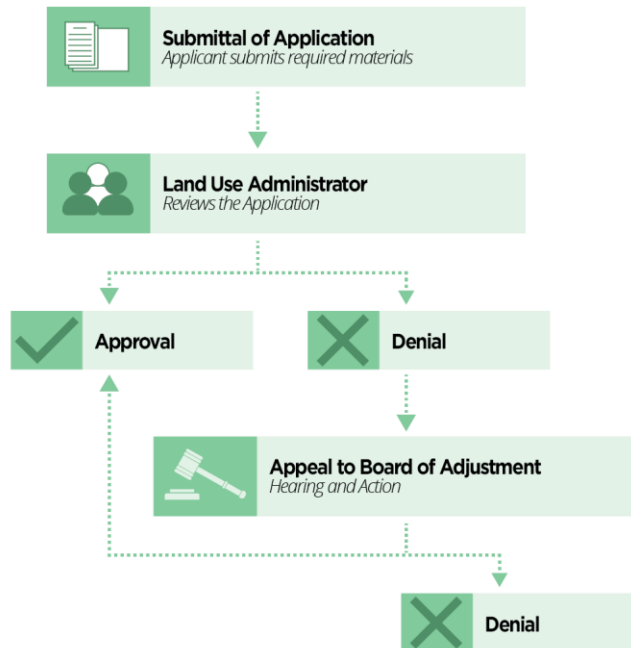 Submittal of Application
Applicant submits required materials
Land Use Administrator
Reviews the Application
Approval
Denial
Appeal to Board of Adjustment
Hearing and Action
Denial